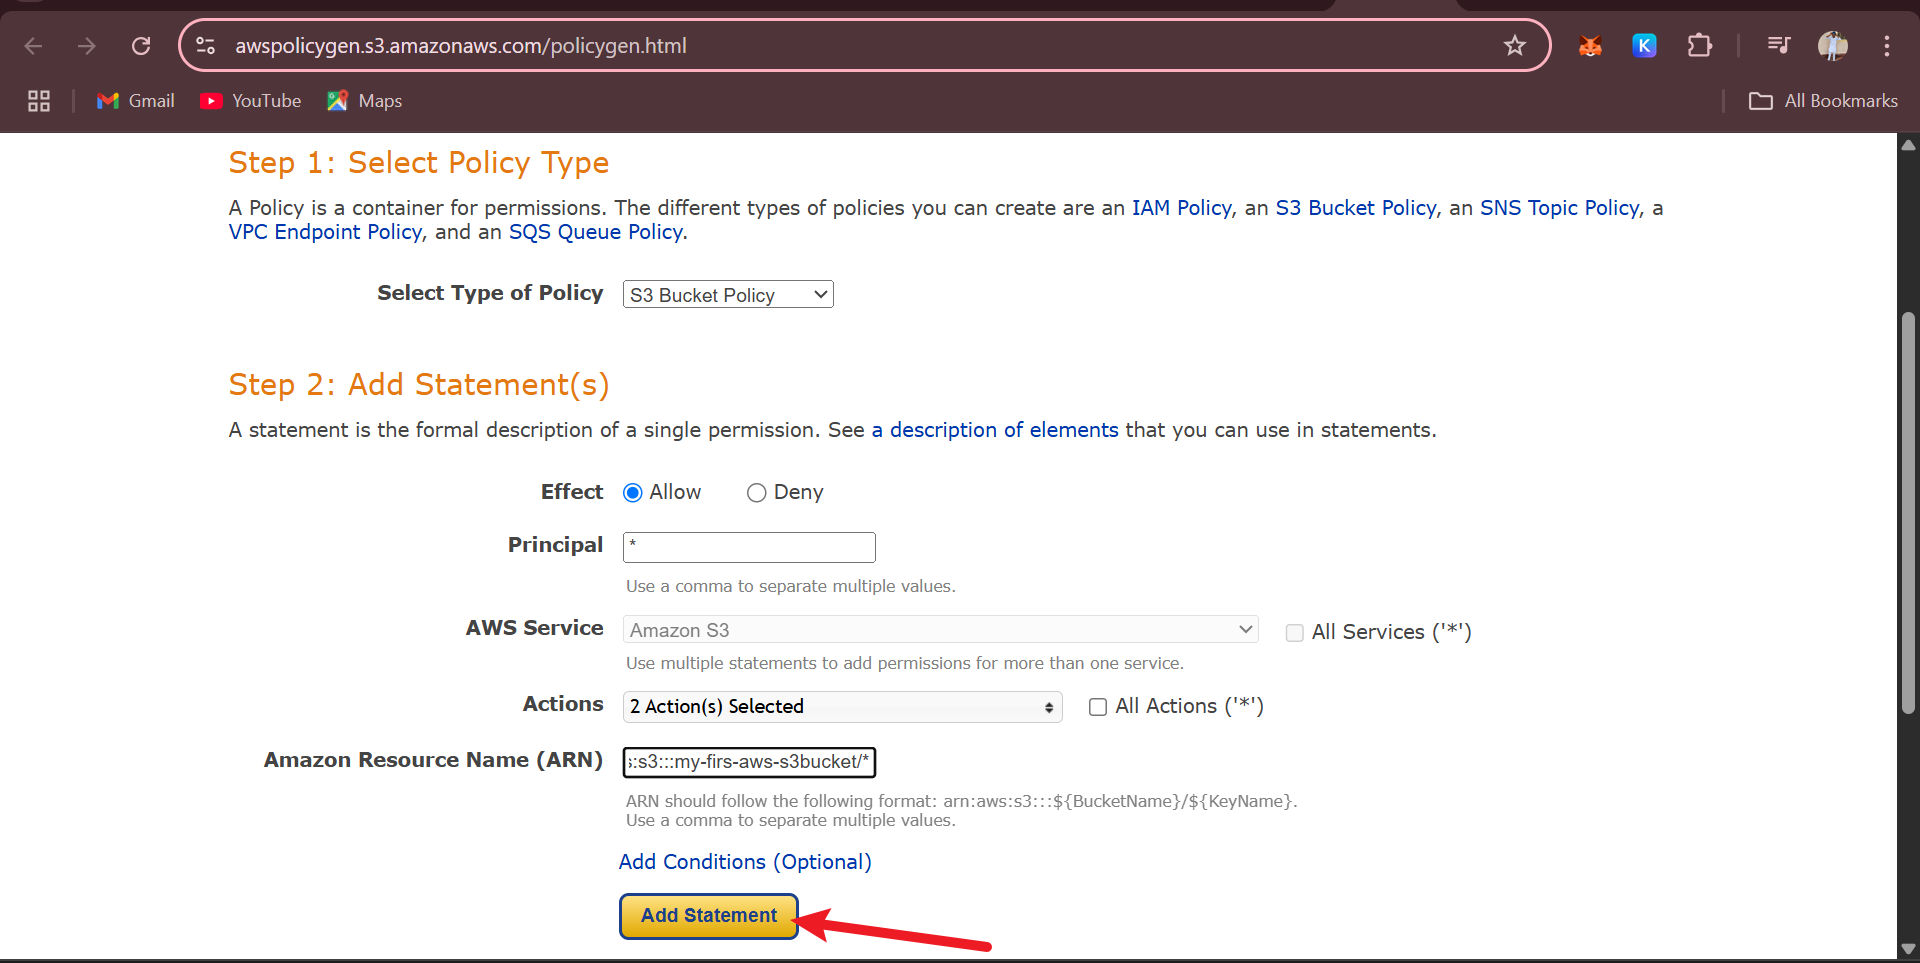 awspolicygen.s3.amazonaws.com/policygen.html
K
Gmail
YouTube
Maps
All Bookmarks
Step 1: Select Policy Type
A Policy is a container for permissions. The different types of policies you can create are an IAM Policy, an S3 Bucket Policy, an SNS Topic Policy, a
VPC Endpoint Policy, and an SQS Queue Policy.
Select Type of Policy S3 Bucket Policy
Step 2: Add Statement(s)
A statement is the formal description of a single permission. See a description of elements that you can use in statements.
Effect Allow Deny
Principal *
Use a comma to separate multiple values.
AWS Service Amazon S3 All Services ('*')
Use multiple statements to add permissions for more than one service.
Actions 2 Action(s) Selected All Actions ('*')
Amazon Resource Name (ARN) s:s3:::my-firs-aws-s3bucket/*
ARN should follow the following format: arn:aws:s3:::${BucketName}/${KeyName}.
Use a comma to separate multiple values.
Add Conditions (Optional)
Add Statement